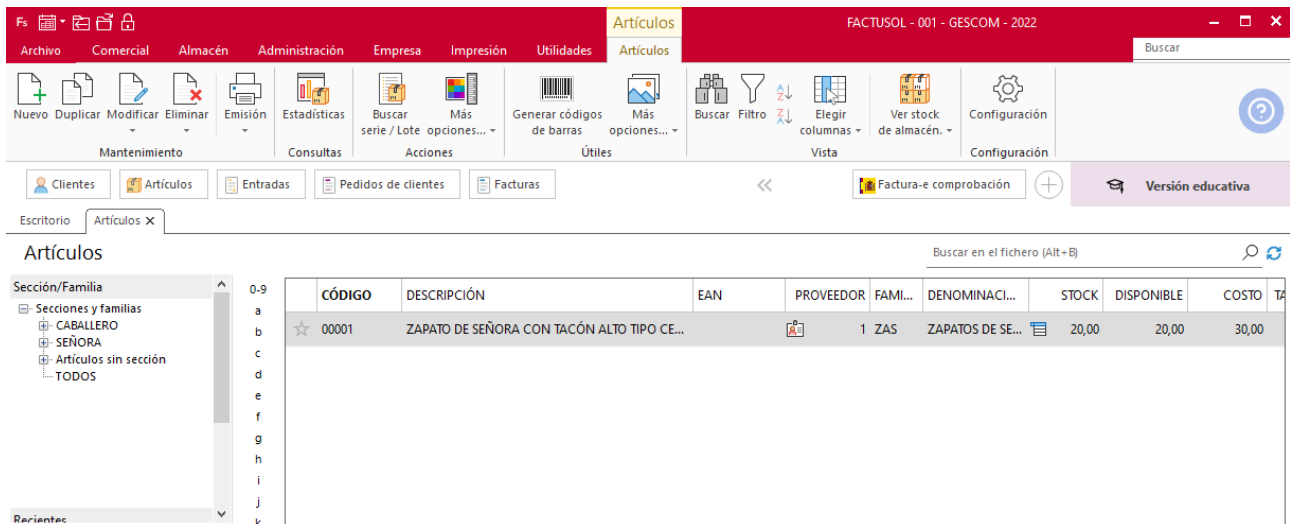 Fs Artículos FACTUSOL - 001 - GESCOM - 2022
Archivo Comercial Almacén Administración Empresa Impresión Utilidades Artículos Buscar
Nuevo Duplicar Modificar Eliminar Emisión Estadísticas Buscar serie / Lote Más opciones... Generar códigos de barras Más opciones... Buscar Filtro Elegir columnas Ver stock de almacén. Configuración
Mantenimiento Consultas Acciones Útiles Vista Configuración
Clientes Artículos Entradas Pedidos de clientes Facturas Factura-e comprobación Versión educativa
Escritorio Artículos X
Artículos Buscar en el fichero (Alt+B)
Sección/Familia
Secciones y familias
CABALLERO
SEÑORA
Artículos sin sección
TODOS
Recientes
0-9
a
b
c
d
e
f
g
h
i
j
k
CÓDIGO DESCRIPCIÓN EAN PROVEEDOR FAMI... DENOMINACI... STOCK DISPONIBLE COSTO TA
00001 ZAPATO DE SEÑORA CON TACÓN ALTO TIPO CE... 1 ZAS ZAPATOS DE SE... 20,00 20,00 30,00